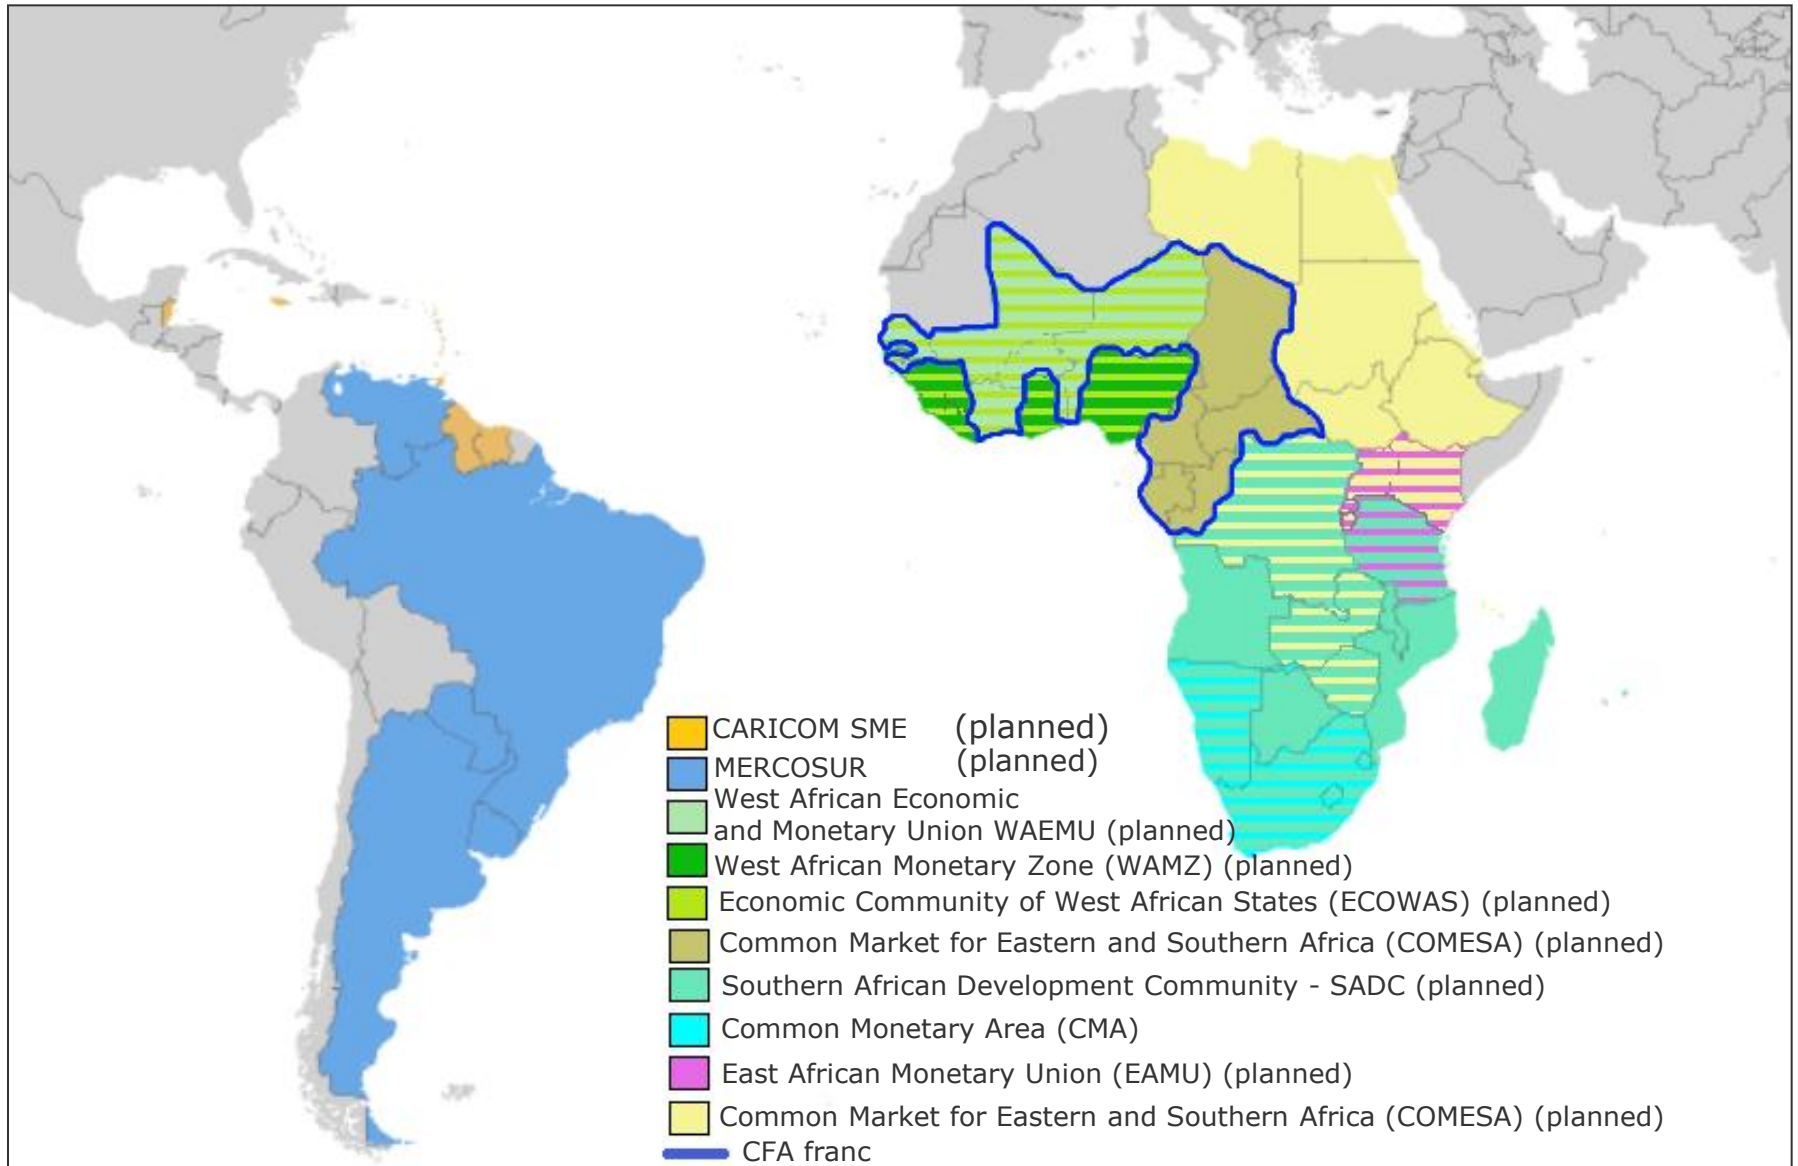 CARICOM SME (planned)
MERCOSUR (planned)
West African Economic
and Monetary Union WAEMU (planned)
West African Monetary Zone (WAMZ) (planned)
Economic Community of West African States (ECOWAS) (planned)
Common Market for Eastern and Southern Africa (COMESA) (planned)
Southern African Development Community - SADC (planned)
Common Monetary Area (CMA)
East African Monetary Union (EAMU) (planned)
Common Market for Eastern and Southern Africa (COMESA) (planned)
CFA franc